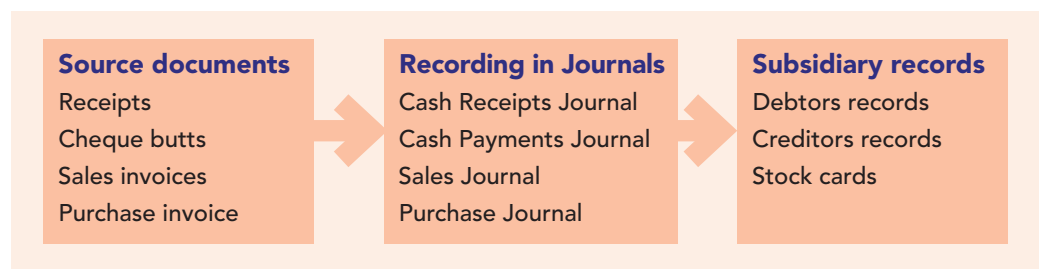 Source documents
Receipts
Cheque butts
Sales invoices
Purchase invoice
Recording in Journals
Cash Receipts Journal
Cash Payments Journal
Sales Journal
Purchase Journal
Subsidiary records
Debtors records
Creditors records
Stock cards